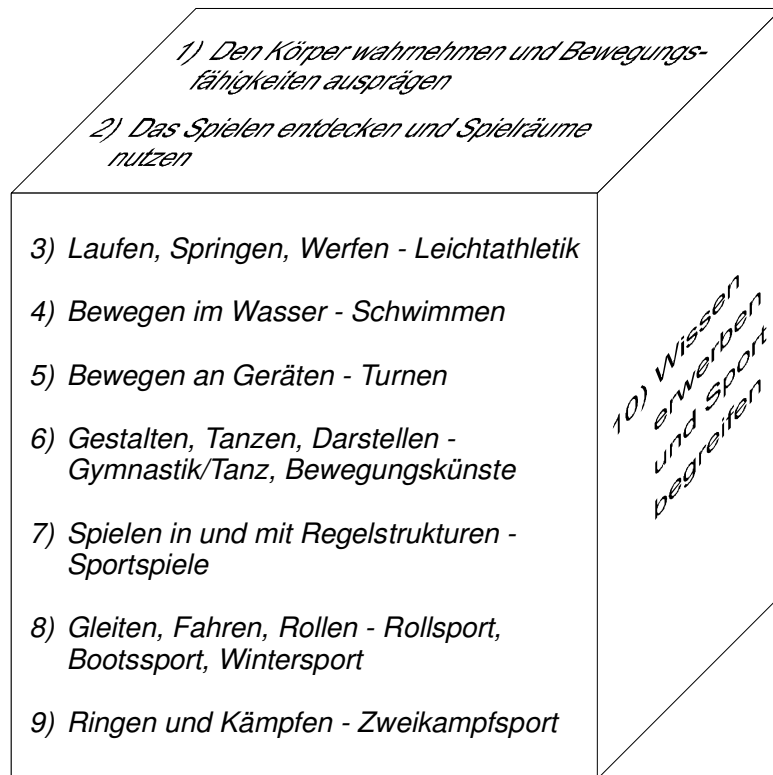 1) Den Körper wahrnehmen und Bewegungs-
fähigkeiten ausprägen
2) Das Spielen entdecken und Spielräume
nutzen
3) Laufen, Springen, Werfen - Leichtathletik
4) Bewegen im Wasser - Schwimmen
5) Bewegen an Geräten - Turnen
6) Gestalten, Tanzen, Darstellen -
Gymnastik/Tanz, Bewegungskünste
7) Spielen in und mit Regelstrukturen -
Sportspiele
8) Gleiten, Fahren, Rollen - Rollsport,
Bootssport, Wintersport
9) Ringen und Kämpfen - Zweikampfsport
10) Wissen
erwerben
und Sport
begreifen